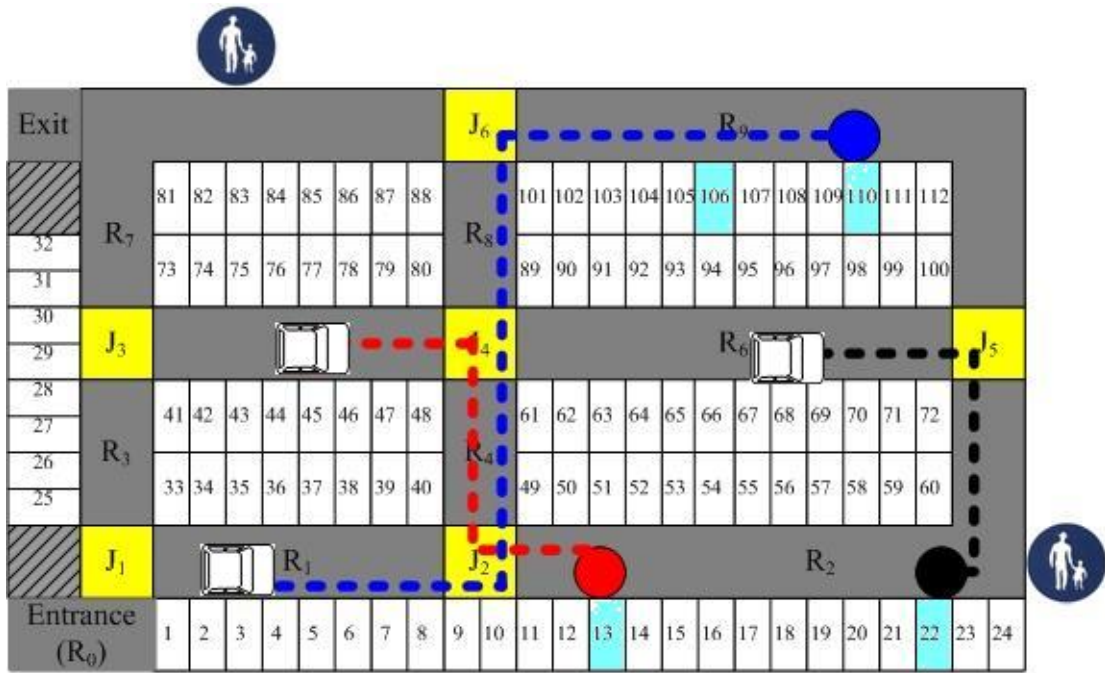 Exit J₆ R₉
81 82 83 84 85 86 87 88 101 102 103 104 105 106 107 108 109 110 111 112
R₇ R₈
32
73 74 75 76 77 78 79 80 89 90 91 92 93 94 95 96 97 98 99 100
31
30
J₃ J₄ R₆ J₅
29
28
41 42 43 44 45 46 47 48 61 62 63 64 65 66 67 68 69 70 71 72
27
R₃ R₄
26
33 34 35 36 37 38 39 40 49 50 51 52 53 54 55 56 57 58 59 60
25
J₁ R₁ J₂ R₂
Entrance
(R₀)
1 2 3 4 5 6 7 8 9 10 11 12 13 14 15 16 17 18 19 20 21 22 23 24